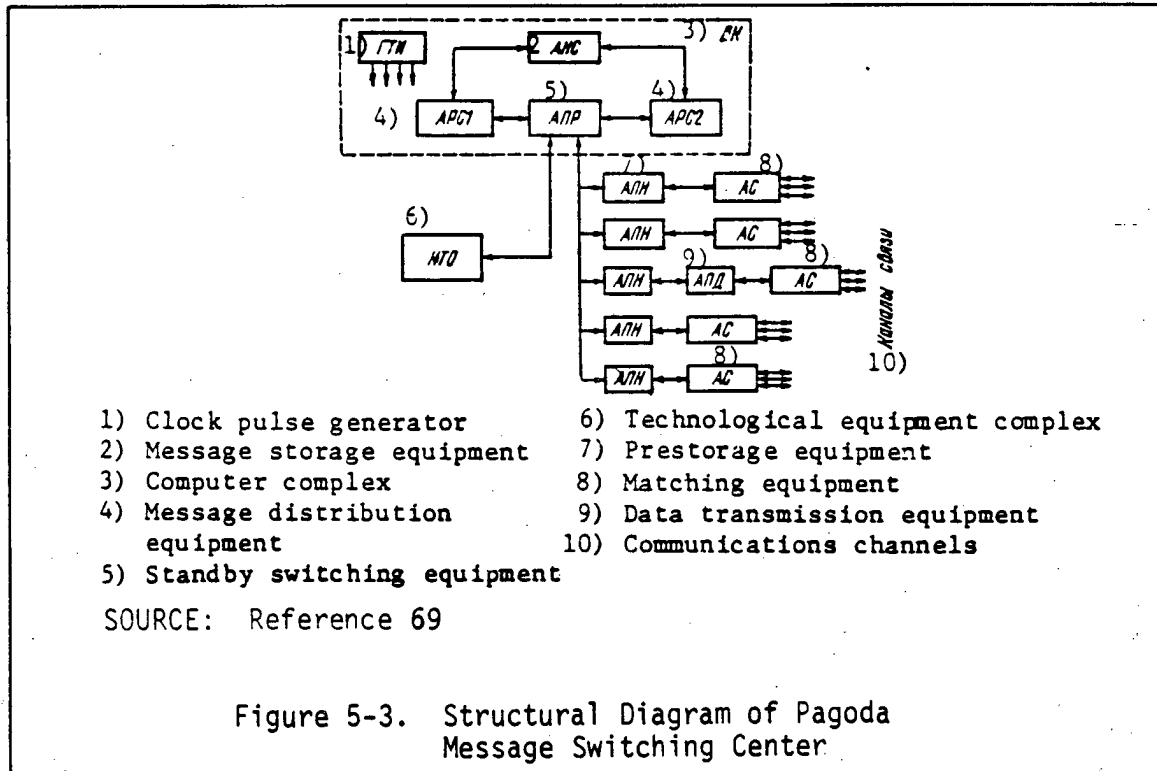 3) ВК
1) ГТИ
2 АНС
5)
4)
4) АРС1
АПР
АРС2
7)
8)
АПН
АС
6)
АПН
АС
МТО
9)
8)
АПН
АПД
АС
Каналы связи
АПН
АС
8)
10)
АПН
АС
1) Clock pulse generator
2) Message storage equipment
3) Computer complex
4) Message distribution
equipment
5) Standby switching equipment
6) Technological equipment complex
7) Prestorage equipment
8) Matching equipment
9) Data transmission equipment
10) Communications channels
SOURCE: Reference 69
Figure 5-3. Structural Diagram of Pagoda
Message Switching Center